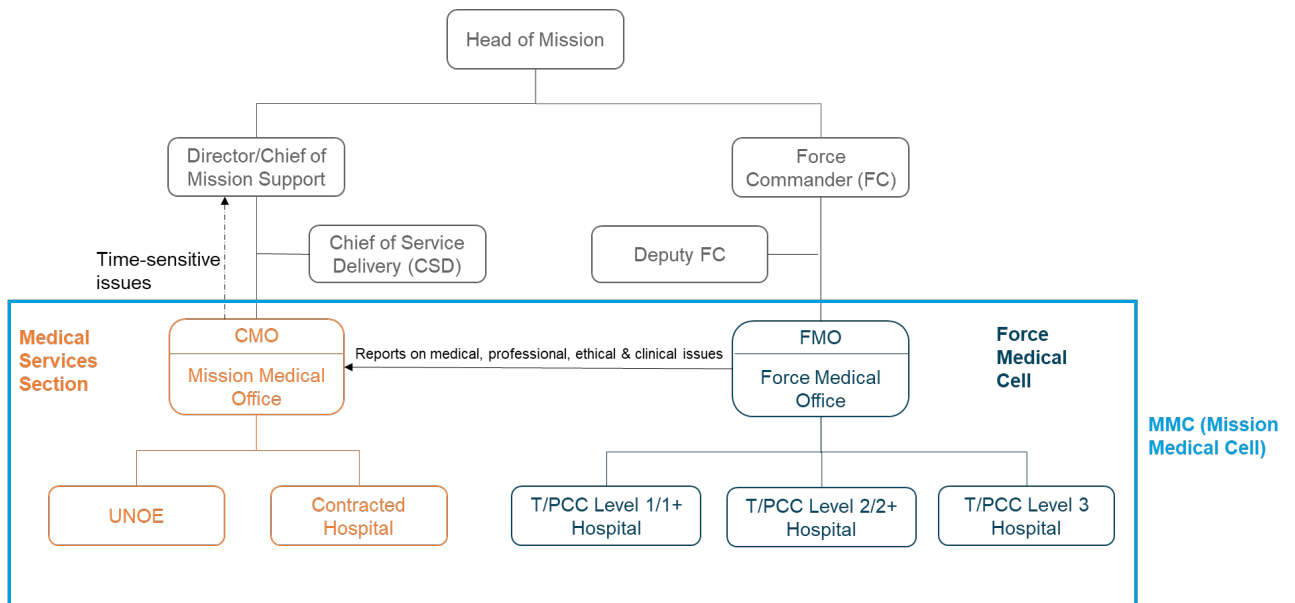 Head of Mission
Director/Chief of
Mission Support
Force
Commander (FC)
Time-sensitive
issues
Chief of Service
Delivery (CSD)
Deputy FC
Medical
Services
Section
CMO
Mission Medical
Office
Reports on medical, professional, ethical & clinical issues
FMO
Force Medical
Office
Force
Medical
Cell
MMC (Mission
Medical Cell)
UNOE
Contracted
Hospital
T/PCC Level 1/1+
Hospital
T/PCC Level 2/2+
Hospital
T/PCC Level 3
Hospital